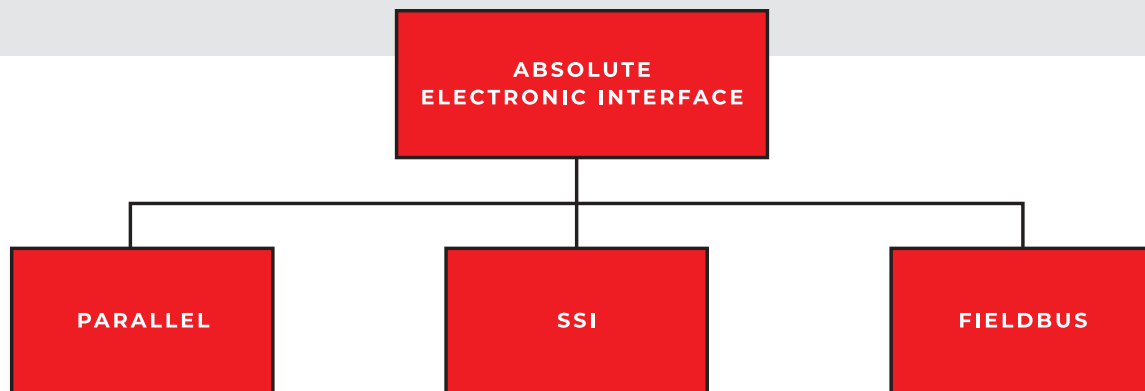 ABSOLUTE
ELECTRONIC INTERFACE
PARALLEL
SSI
FIELDBUS